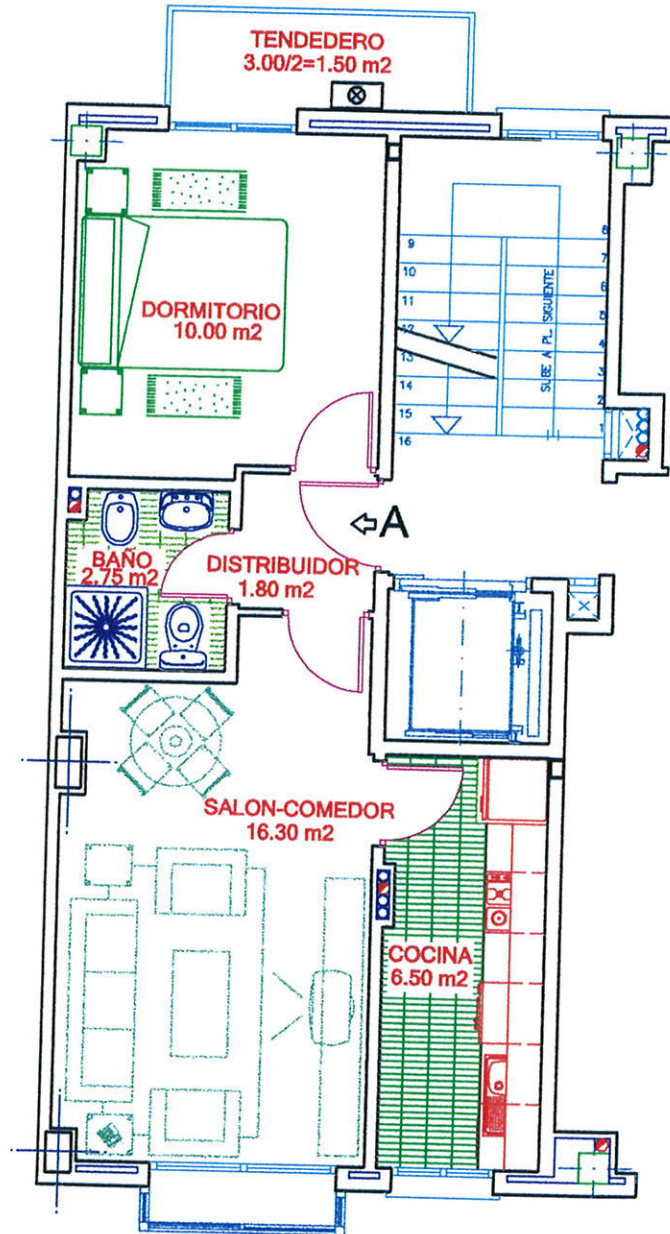 TENDEDERO
3.00/2=1.50 m2
DORMITORIO
10.00 m2
8
9
7
10
6
11
5
12
4
13
3
14
2
15
1
16
SUBE A PL. SIGUIENTE
A
BAÑO
2.75 m2
DISTRIBUIDOR
1.80 m2
SALON-COMEDOR
16.30 m2
COCINA
6.50 m2